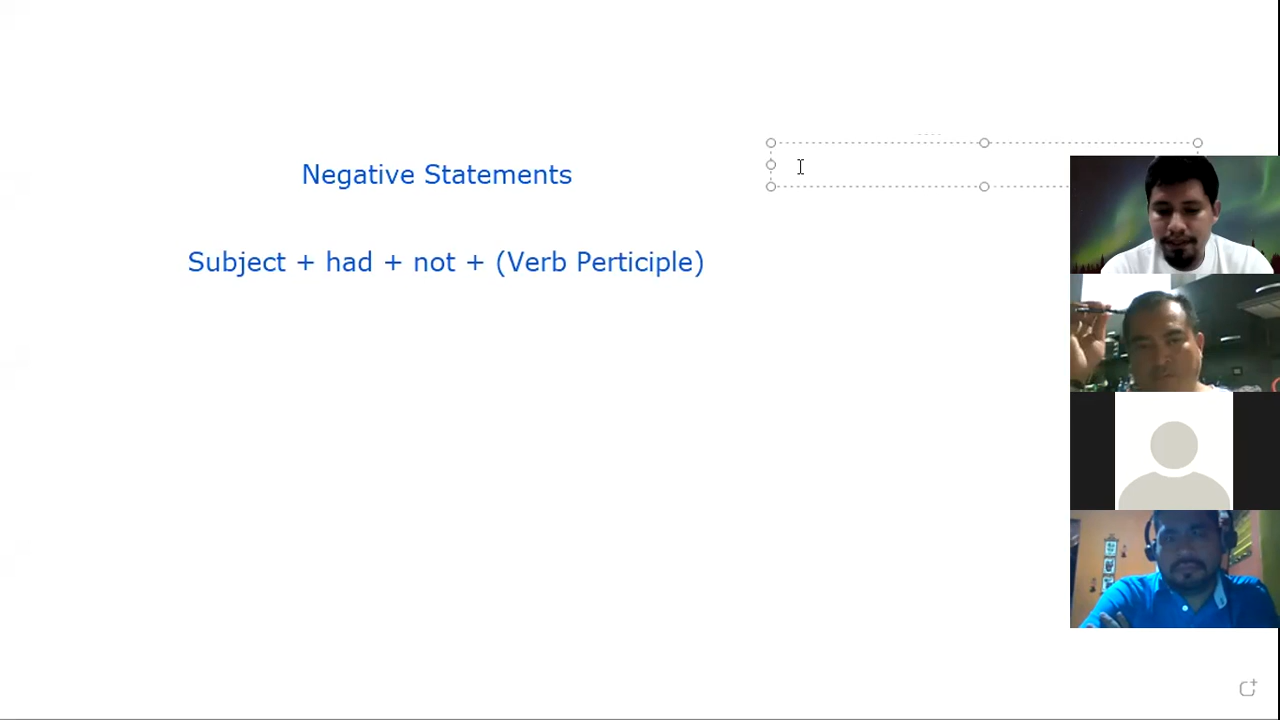 Negative Statements
Subject + had + not + (Verb Perticiple)